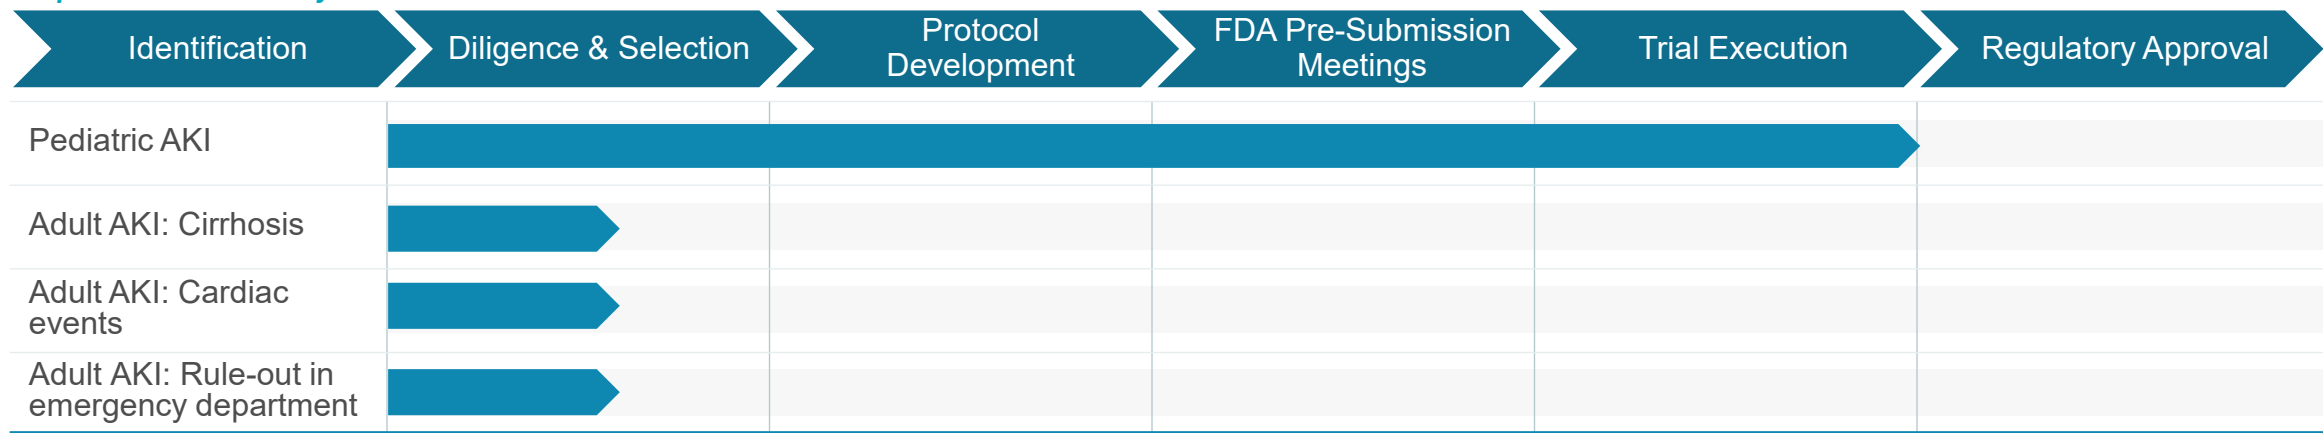 Identification
Diligence & Selection
Protocol
Development
FDA Pre-Submission
Meetings
Trial Execution
Regulatory Approval
Pediatric AKI
Adult AKI: Cirrhosis
Adult AKI: Cardiac
events
Adult AKI: Rule-out in
emergency department